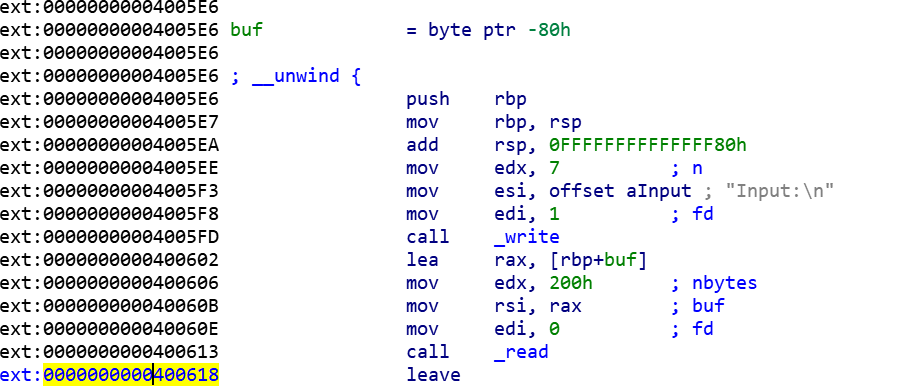 ext:00000000004005E6
ext:00000000004005E6 buf = byte ptr -80h
ext:00000000004005E6
ext:00000000004005E6 ; __unwind {
ext:00000000004005E6 push rbp
ext:00000000004005E7 mov rbp, rsp
ext:00000000004005EA add rsp, 0FFFFFFFFFFFFFF80h
ext:00000000004005EE mov edx, 7 ; n
ext:00000000004005F3 mov esi, offset aInput ; "Input:\n"
ext:00000000004005F8 mov edi, 1 ; fd
ext:00000000004005FD call _write
ext:0000000000400602 lea rax, [rbp+buf]
ext:0000000000400606 mov edx, 200h ; nbytes
ext:000000000040060B mov rsi, rax ; buf
ext:000000000040060E mov edi, 0 ; fd
ext:0000000000400613 call _read
ext:0000000000400618 leave